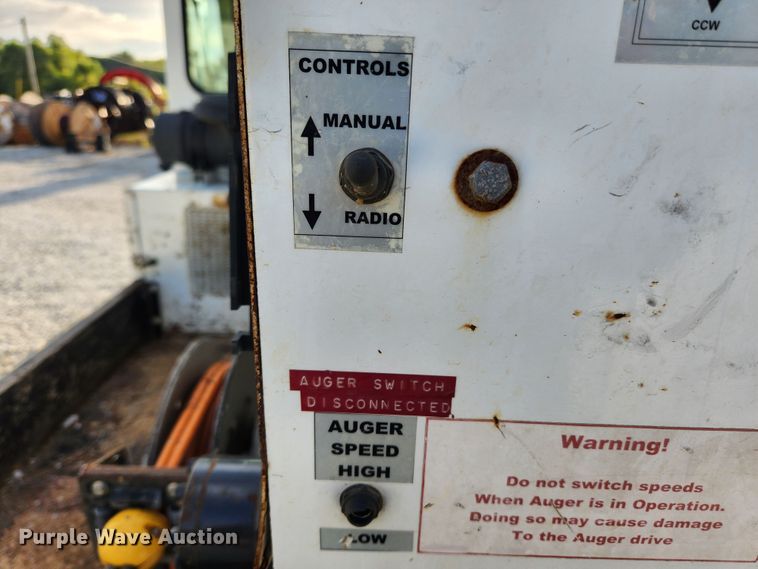 CCW
CONTROLS
MANUAL
RADIO
AUGER SWITCH
DISCONNECTED
AUGER
SPEED
HIGH
LOW
Warning!
Do not switch speeds
When Auger is in Operation.
Doing so may cause damage
To the Auger drive
Purple Wave Auction